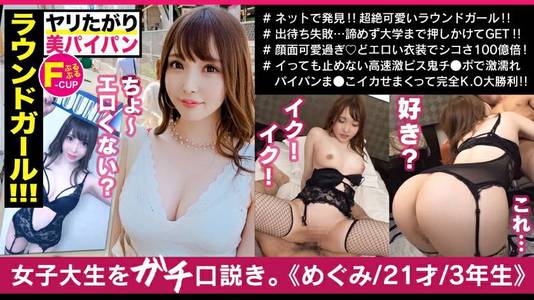 ラウンドガール!!!
ヤリたがり
美パイパン
Fぷるぷる-CUP
ちょ〜
エロくない?
# ネットで発見!!超絶可愛いラウンドガール!!
# 出待ち失敗…諦めずに大学まで押しかけてGET!!
# 顔面可愛過ぎ♡どエロい衣装でシコさ100億倍!
# イっても止めない高速激ピス鬼チ●ポで激濡れ
パイパンま●こイカせまくって完全K.O大勝利!!
イク!
イク!
好き?
これ…
女子大生をガチ口説き。《めぐみ/21才/3年生》